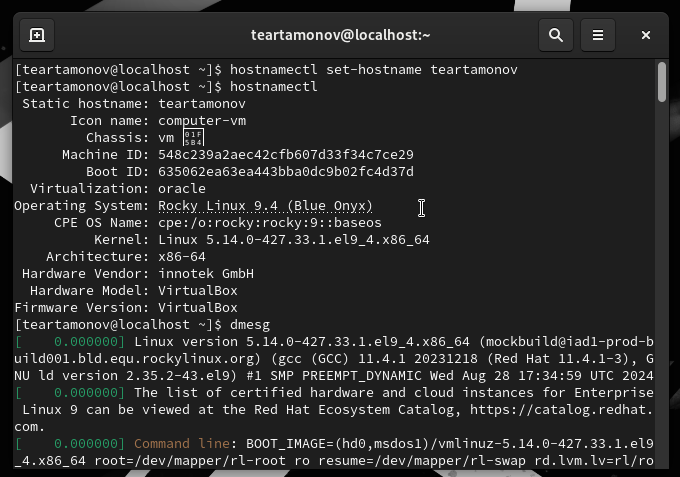 teartamonov@localhost:~
[teartamonov@localhost ~]$ hostnamectl set-hostname teartamonov
[teartamonov@localhost ~]$ hostnamectl
Static hostname: teartamonov
Icon name: computer-vm
Chassis: vm 01F5B4
Machine ID: 548c239a2aec42cfb607d33f34c7ce29
Boot ID: 635062ea63ea443bba0dc9b02fc4d37d
Virtualization: oracle
Operating System: Rocky Linux 9.4 (Blue Onyx)
CPE OS Name: cpe:/o:rocky:rocky:9::baseos
Kernel: Linux 5.14.0-427.33.1.el9_4.x86_64
Architecture: x86-64
Hardware Vendor: innotek GmbH
Hardware Model: VirtualBox
Firmware Version: VirtualBox
[teartamonov@localhost ~]$ dmesg
[    0.000000] Linux version 5.14.0-427.33.1.el9_4.x86_64 (mockbuild@iad1-prod-b
uild001.bld.equ.rockylinux.org) (gcc (GCC) 11.4.1 20231218 (Red Hat 11.4.1-3), G
NU ld version 2.35.2-43.el9) #1 SMP PREEMPT_DYNAMIC Wed Aug 28 17:34:59 UTC 2024
[    0.000000] The list of certified hardware and cloud instances for Enterprise
Linux 9 can be viewed at the Red Hat Ecosystem Catalog, https://catalog.redhat.
com.
[    0.000000] Command line: BOOT_IMAGE=(hd0,msdos1)/vmlinuz-5.14.0-427.33.1.el9
_4.x86_64 root=/dev/mapper/rl-root ro resume=/dev/mapper/rl-swap rd.lvm.lv=rl/ro